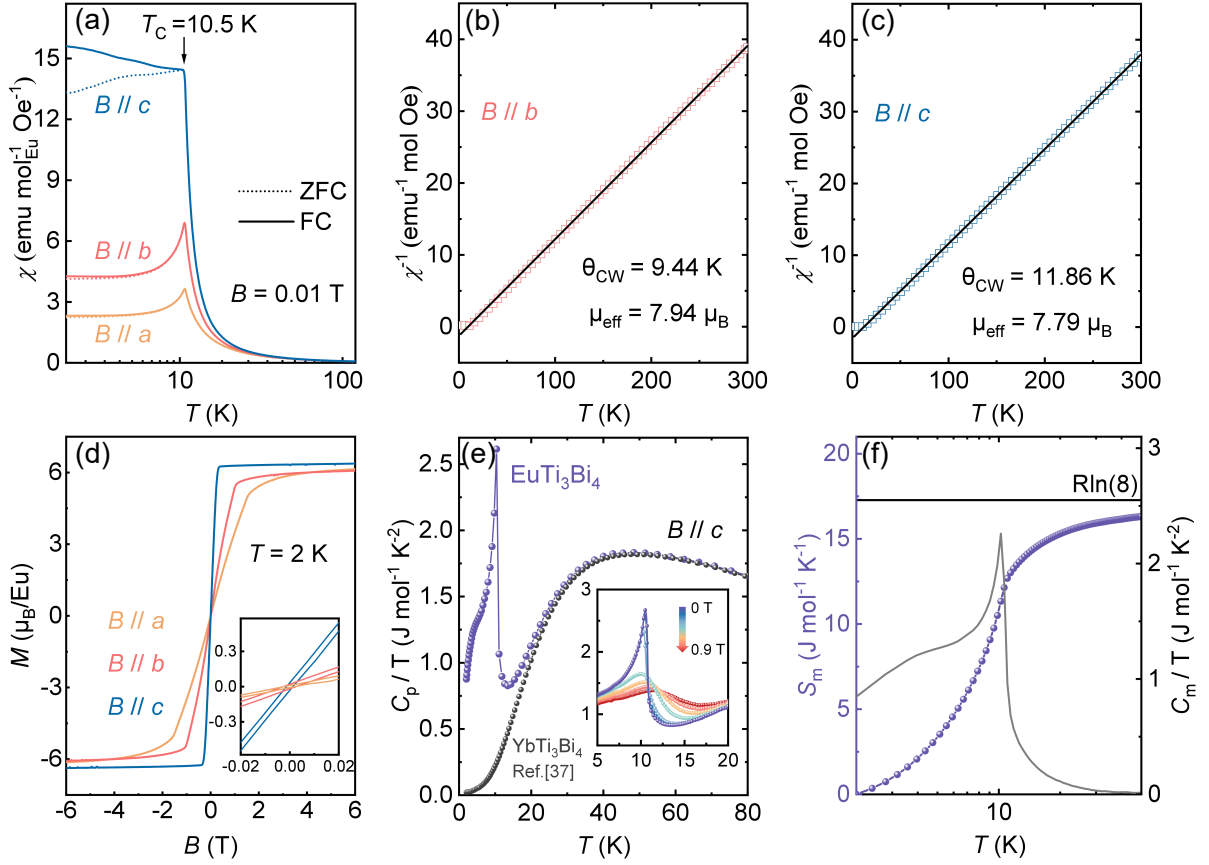 (a)
T_C = 10.5 K
15
12
9
6
3
0
χ (emu mol_Eu^-1 Oe^-1)
B // c
ZFC
FC
B // b
B = 0.01 T
B // a
10
100
T (K)
(b)
40
30
20
10
0
χ^-1 (emu^-1 mol Oe)
B // b
θ_CW = 9.44 K
μ_eff = 7.94 μ_B
0
100
200
300
T (K)
(c)
40
30
20
10
0
χ^-1 (emu^-1 mol Oe)
B // c
θ_CW = 11.86 K
μ_eff = 7.79 μ_B
0
100
200
300
T (K)
(d)
6
3
0
-3
-6
M (μ_B/Eu)
T = 2 K
B // a
B // b
B // c
0.3
0.0
-0.3
-0.02
0.00
0.02
-6
-4
-2
0
2
4
6
B (T)
(e)
2.5
2.0
1.5
1.0
0.5
0.0
C_p / T (J mol^-1 K^-2)
EuTi3Bi4
B // c
3
2
1
0 T
0.9 T
5
10
15
20
YbTi3Bi4
Ref.[37]
0
20
40
60
80
T (K)
(f)
20
15
10
5
0
S_m (J mol^-1 K^-1)
Rln(8)
3
2
1
0
C_m / T (J mol^-1 K^-2)
10
T (K)